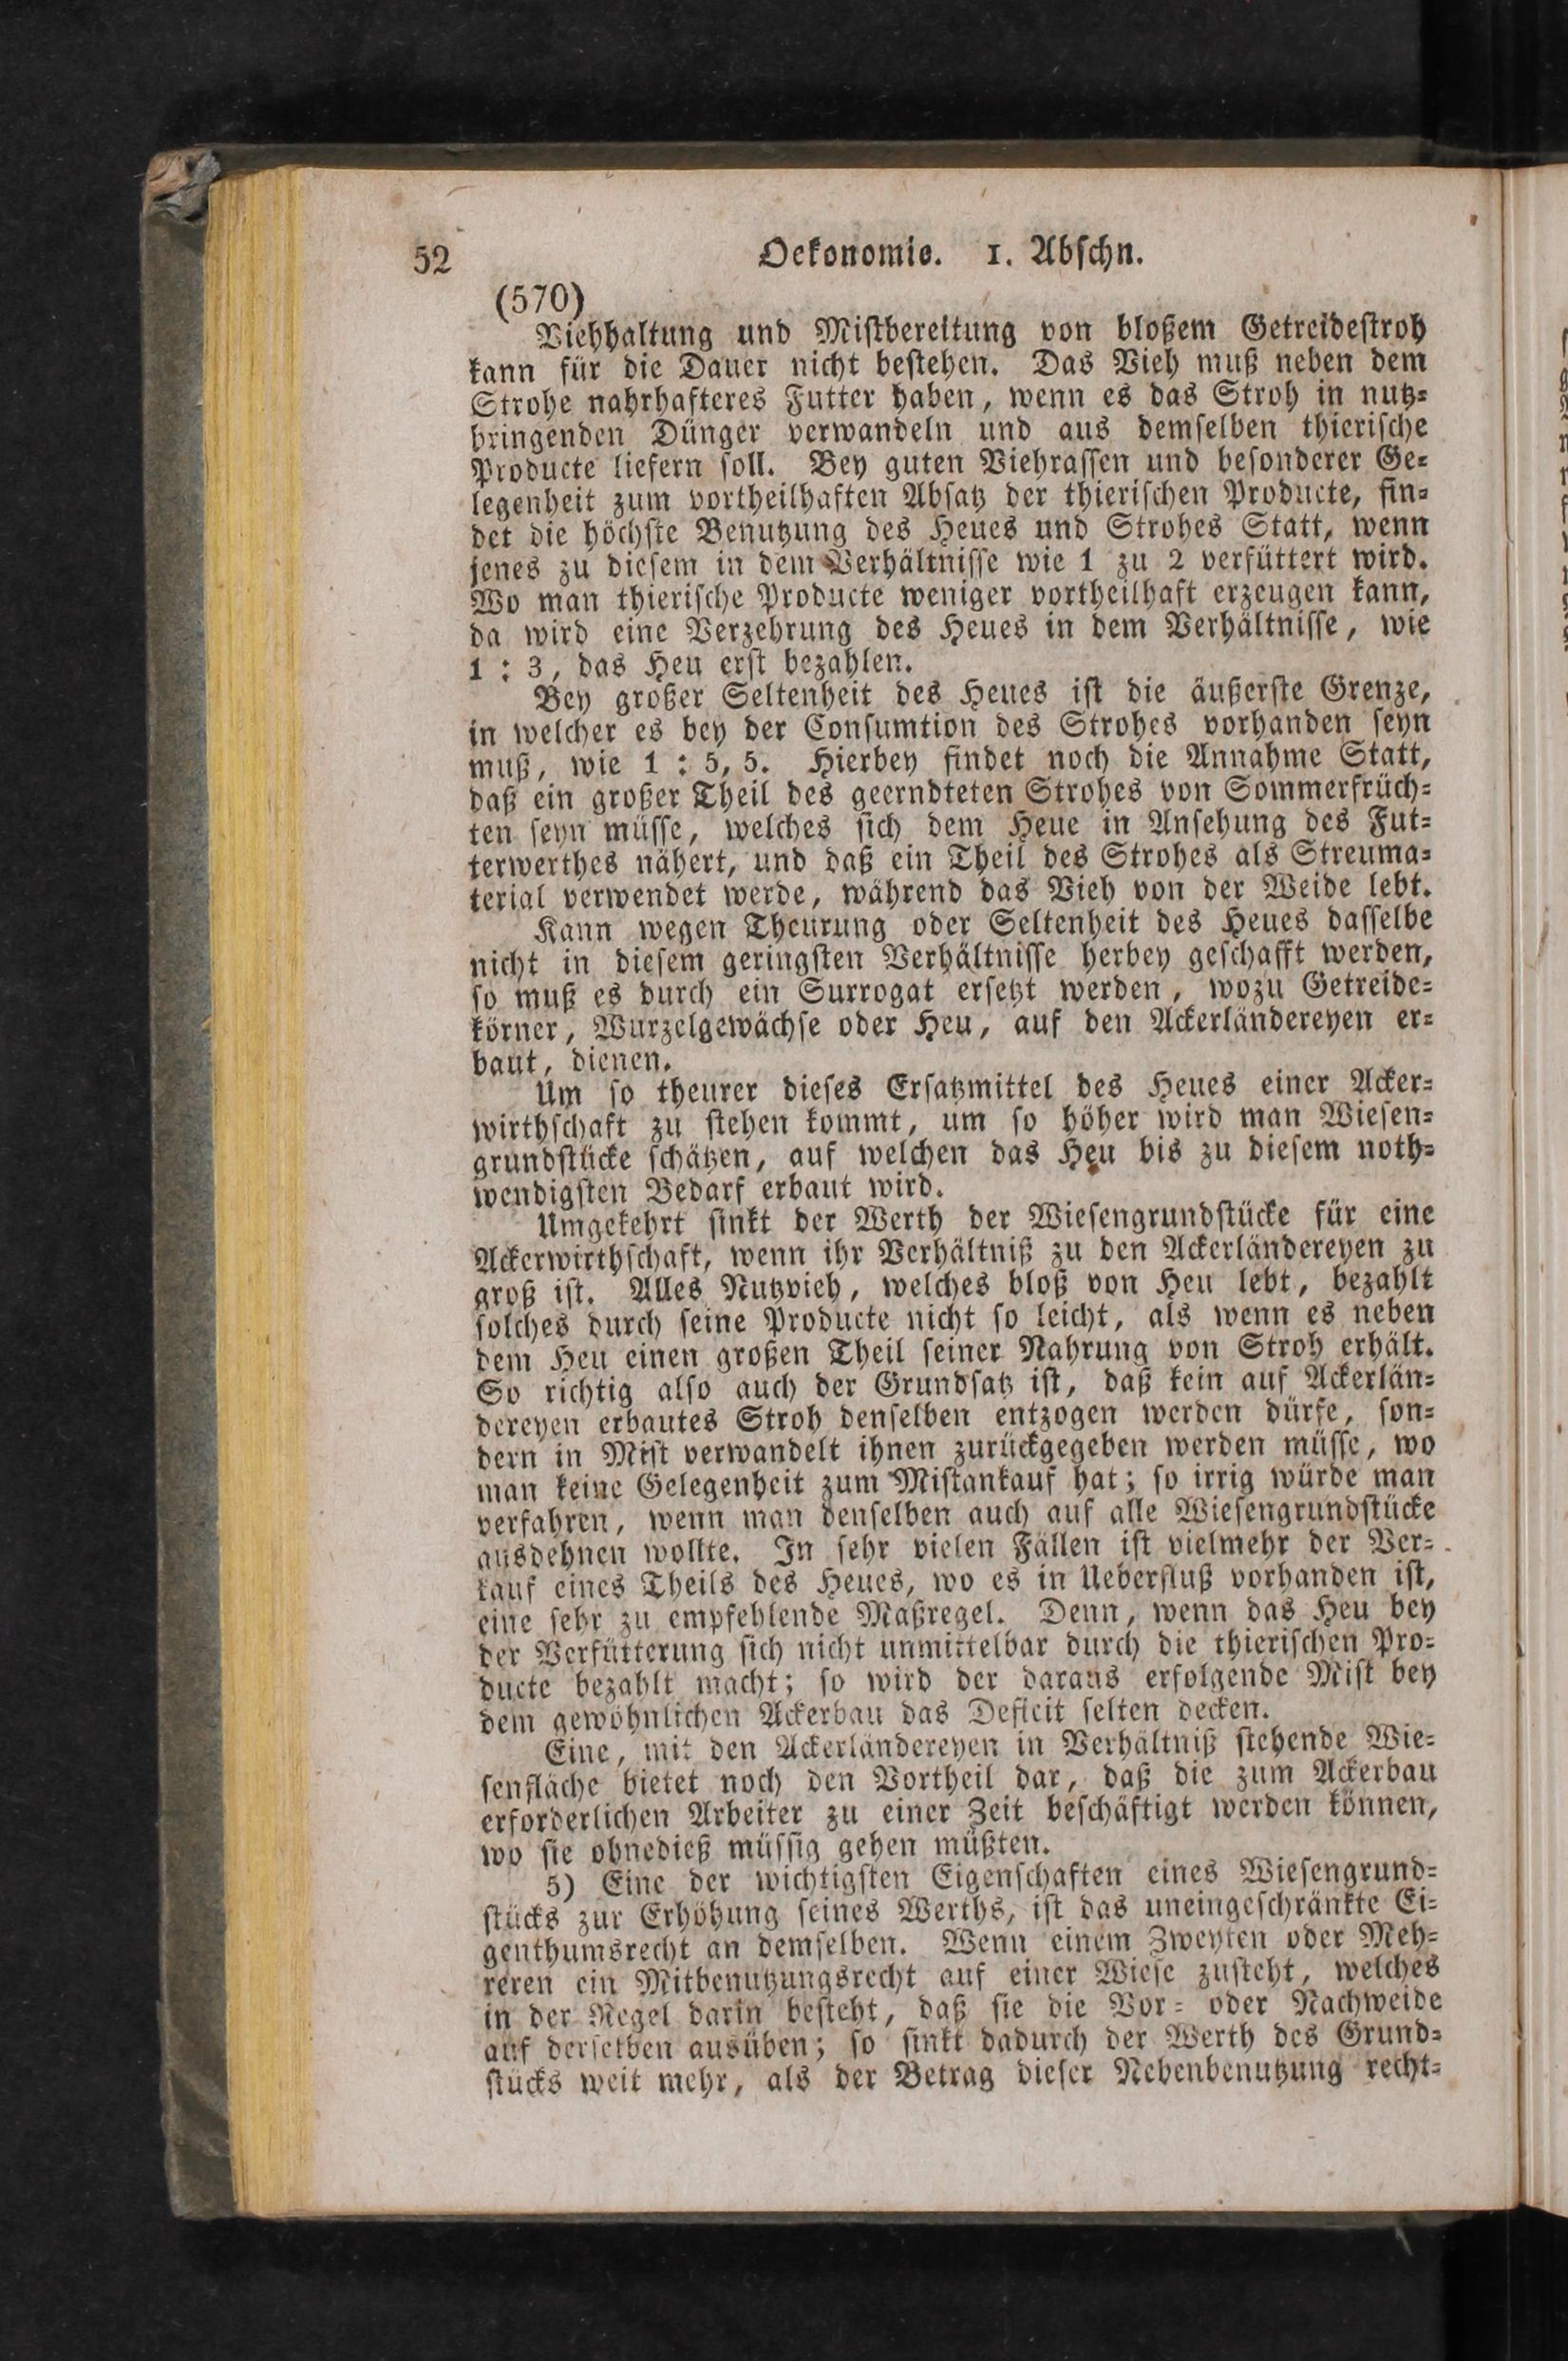 52 Oekonomie. 1. Abschn.
(570)
Viehhaltung und Mistbereitung von bloßem Getreidestroh
kann für die Dauer nicht bestehen. Das Vieh muß neben dem
Strohe nahrhafteres Futter haben, wenn es das Stroh in nutz-
bringenden Dünger verwandeln und aus demselben thierische
Producte liefern soll. Bey guten Viehrassen und besonderer Ge-
legenheit zum vortheilhaften Absatz der thierischen Producte, fin-
det die höchste Benutzung des Heues und Strohes Statt, wenn
jenes zu diesem in dem Verhältnisse wie 1 zu 2 verfüttert wird.
Wo man thierische Producte weniger vortheilhaft erzeugen kann,
da wird eine Verzehrung des Heues in dem Verhältnisse, wie
1 : 3, das Heu erst bezahlen.
Bey großer Seltenheit des Heues ist die äußerste Grenze,
in welcher es bey der Consumtion des Strohes vorhanden seyn
muß, wie 1 : 5, 5. Hierbey findet noch die Annahme Statt,
daß ein großer Theil des geerndteten Strohes von Sommerfrüch-
ten seyn müsse, welches sich dem Heue in Ansehung des Fut-
terwerthes nähert, und daß ein Theil des Strohes als Streuma-
terial verwendet werde, während das Vieh von der Weide lebt.
Kann wegen Theurung oder Seltenheit des Heues dasselbe
nicht in diesem geringsten Verhältnisse herbey geschafft werden,
so muß es durch ein Surrogat ersetzt werden, wozu Getreide-
körner, Wurzelgewächse oder Heu, auf den Ackerländereyen er-
baut, dienen.
Um so theurer dieses Ersatzmittel des Heues einer Acker-
wirthschaft zu stehen kommt, um so höher wird man Wiesen-
grundstücke schätzen, auf welchen das Heu bis zu diesem noth-
wendigsten Bedarf erbaut wird.
Umgekehrt sinkt der Werth der Wiesengrundstücke für eine
Ackerwirthschaft, wenn ihr Verhältniß zu den Ackerländereyen zu
groß ist. Alles Nutzvieh, welches bloß von Heu lebt, bezahlt
solches durch seine Producte nicht so leicht, als wenn es neben
dem Heu einen großen Theil seiner Nahrung von Stroh erhält.
So richtig also auch der Grundsatz ist, daß kein auf Ackerlän-
dereyen erbautes Stroh denselben entzogen werden dürfe, son-
dern in Mist verwandelt ihnen zurückgegeben werden müsse, wo
man keine Gelegenheit zum Mistankauf hat; so irrig würde man
verfahren, wenn man denselben auch auf alle Wiesengrundstücke
ausdehnen wollte. In sehr vielen Fällen ist vielmehr der Ver-
kauf eines Theils des Heues, wo es in Ueberfluß vorhanden ist,
eine sehr zu empfehlende Maßregel. Denn, wenn das Heu bey
der Verfütterung sich nicht unmittelbar durch die thierischen Pro-
ducte bezahlt macht; so wird der daraus erfolgende Mist bey
dem gewöhnlichen Ackerbau das Deficit selten decken.
Eine, mit den Ackerländereyen in Verhältniß stehende Wie-
senfläche bietet noch den Vortheil dar, daß die zum Ackerbau
erforderlichen Arbeiter zu einer Zeit beschäftigt werden können,
wo sie ohnedieß müssig gehen müßten.
5) Eine der wichtigsten Eigenschaften eines Wiesengrund-
stücks zur Erhöhung seines Werths, ist das uneingeschränkte Ei-
genthumsrecht an demselben. Wenn einem Zweyten oder Meh-
reren ein Mitbenutzungsrecht auf einer Wiese zusteht, welches
in der Regel darin besteht, daß sie die Vor- oder Nachweide
auf derselben ausüben; so sinkt dadurch der Werth des Grund-
stücks weit mehr, als der Betrag dieser Nebenbenutzung recht-